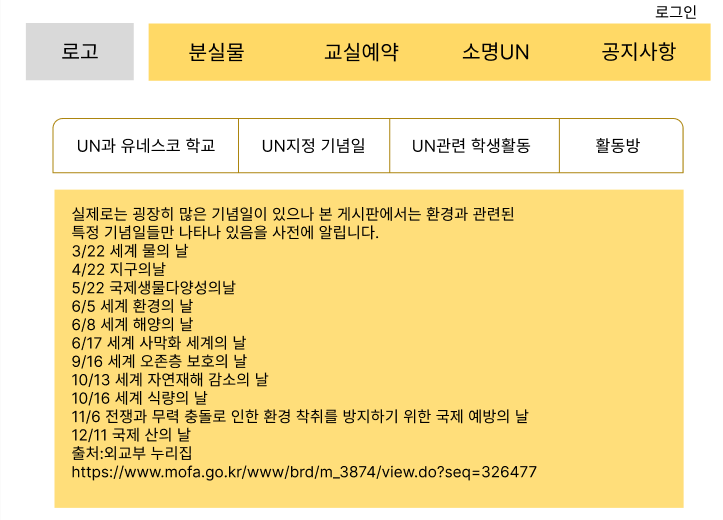 로그인
로고 분실물 교실예약 소명UN 공지사항
UN과 유네스코 학교 UN지정 기념일 UN관련 학생활동 활동방
실제로는 굉장히 많은 기념일이 있으나 본 게시판에서는 환경과 관련된
특정 기념일들만 나타나 있음을 사전에 알립니다.
3/22 세계 물의 날
4/22 지구의날
5/22 국제생물다양성의날
6/5 세계 환경의 날
6/8 세계 해양의 날
6/17 세계 사막화 세계의 날
9/16 세계 오존층 보호의 날
10/13 세계 자연재해 감소의 날
10/16 세계 식량의 날
11/6 전쟁과 무력 충돌로 인한 환경 착취를 방지하기 위한 국제 예방의 날
12/11 국제 산의 날
출처:외교부 누리집
https://www.mofa.go.kr/www/brd/m_3874/view.do?seq=326477